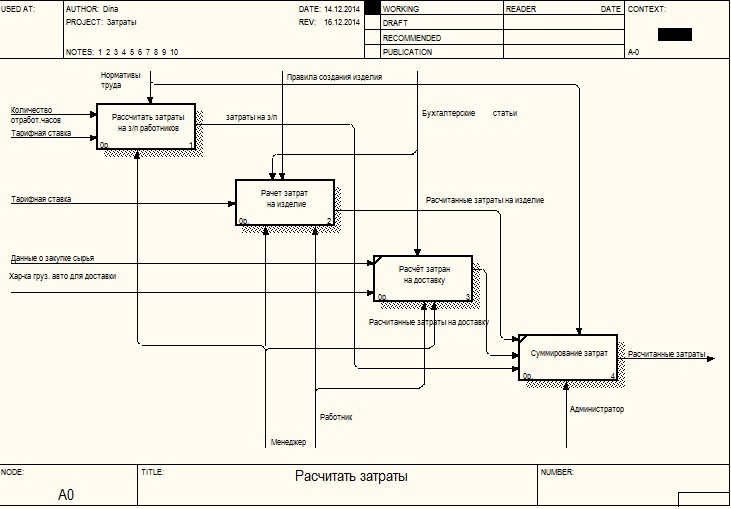 USED AT:
AUTHOR: Dina
DATE: 14.12.2014
WORKING
READER
DATE
CONTEXT:
PROJECT: Затраты
REV: 16.12.2014
DRAFT
RECOMMENDED
NOTES: 1 2 3 4 5 6 7 8 9 10
PUBLICATION
A-0
Нормативы
труда
Правила создания изделия
Количество
отработ.часов
Рассчитать затраты
на з/п работников
0р.
1
затраты на з/п
Бухгалтерские статьи
Тарифная ставка
Рачет затрат
на изделие
0р.
2
Тарифная ставка
Расчитанные затраты на изделие
Данные о закупке сырья
Расчёт затран
на доставку
0р.
3
Хар-ка груз. авто для доставки
Расчитанные затраты на доставку
Суммирование затрат
0р.
4
Расчитанные затраты
Администратор
Работник
Менеджер
NODE:
TITLE:
NUMBER:
Расчитать затраты
A0